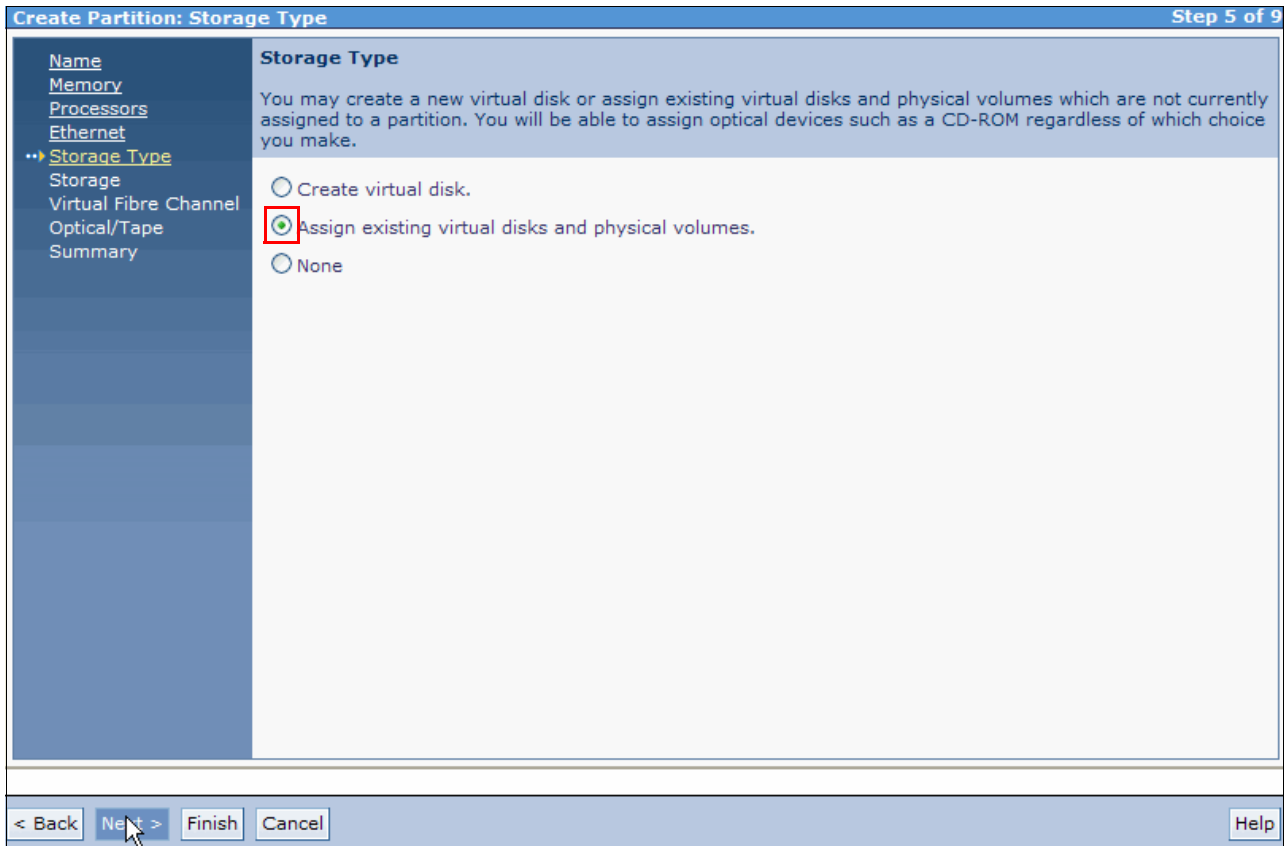 Create Partition: Storage Type
Step 5 of 9
Name
Memory
Processors
Ethernet
Storage Type
Storage
Virtual Fibre Channel
Optical/Tape
Summary
Storage Type
You may create a new virtual disk or assign existing virtual disks and physical volumes which are not currently
assigned to a partition. You will be able to assign optical devices such as a CD-ROM regardless of which choice
you make.
Create virtual disk.
Assign existing virtual disks and physical volumes.
None
< Back
Next >
Finish
Cancel
Help